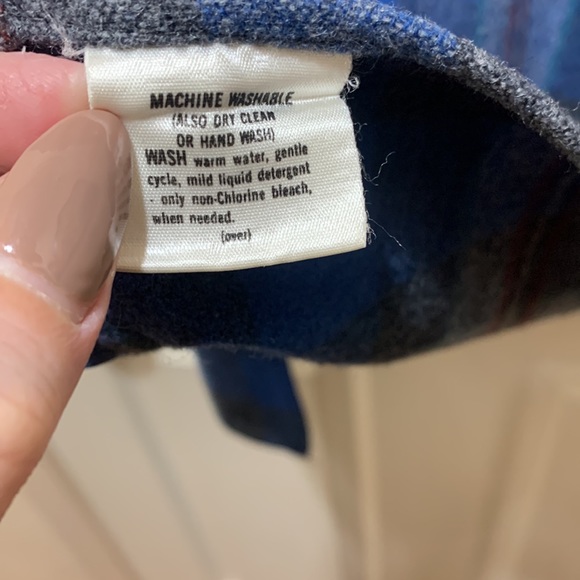 MACHINE WASHABLE
(ALSO DRY CLEAN
OR HAND WASH)
WASH warm water, gentle
cycle, mild liquid detergent
- only non-Chlorine bleach,
when needed.
(over)